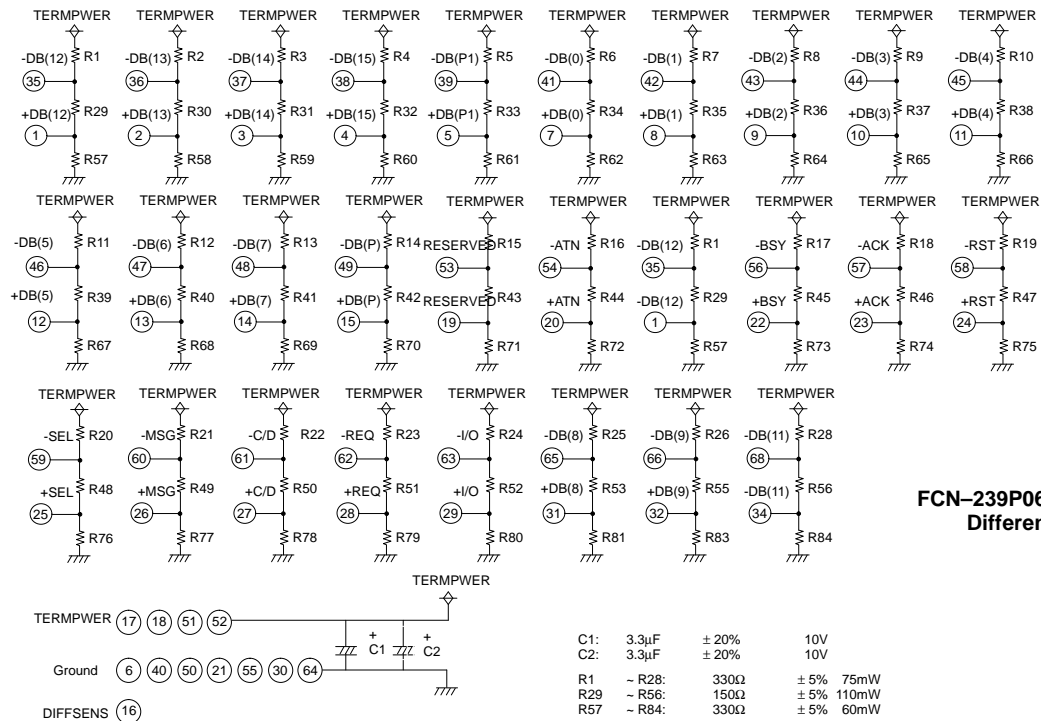 TERMPWER TERMPWER TERMPWER TERMPWER TERMPWER TERMPWER TERMPWER TERMPWER TERMPWER TERMPWER
-DB(12) R1 -DB(13) R2 -DB(14) R3 -DB(15) R4 -DB(P1) R5 -DB(0) R6 -DB(1) R7 -DB(2) R8 -DB(3) R9 -DB(4) R10
35 36 37 38 39 41 42 43 44 45
+DB(12) R29 +DB(13) R30 +DB(14) R31 +DB(15) R32 +DB(P1) R33 +DB(0) R34 +DB(1) R35 +DB(2) R36 +DB(3) R37 +DB(4) R38
1 2 3 4 5 7 8 9 10 11
R57 R58 R59 R60 R61 R62 R63 R64 R65 R66
TERMPWER TERMPWER TERMPWER TERMPWER TERMPWER TERMPWER TERMPWER TERMPWER TERMPWER TERMPWER
-DB(5) R11 -DB(6) R12 -DB(7) R13 -DB(P) R14 RESERVED R15 -ATN R16 -DB(12) R1 -BSY R17 -ACK R18 -RST R19
46 47 48 49 53 54 35 56 57 58
+DB(5) R39 +DB(6) R40 +DB(7) R41 +DB(P) R42 RESERVED R43 +ATN R44 -DB(12) R29 +BSY R45 +ACK R46 +RST R47
12 13 14 15 19 20 1 22 23 24
R67 R68 R69 R70 R71 R72 R57 R73 R74 R75
TERMPWER TERMPWER TERMPWER TERMPWER TERMPWER TERMPWER TERMPWER TERMPWER
-SEL R20 -MSG R21 -C/D R22 -REQ R23 -I/O R24 -DB(8) R25 -DB(9) R26 -DB(11) R28
59 60 61 62 63 65 66 68
+SEL R48 +MSG R49 +C/D R50 +REQ R51 +I/O R52 +DB(8) R53 +DB(9) R55 -DB(11) R56
25 26 27 28 29 31 32 34
R76 R77 R78 R79 R80 R81 R83 R84
FCN–239P06
Differen
TERMPWER
TERMPWER 17 18 51 52
+ C1 + C2
Ground 6 40 50 21 55 30 64
DIFFSENS 16
C1: 3.3µF ± 20% 10V
C2: 3.3µF ± 20% 10V
R1 ~ R28: 330Ω ± 5% 75mW
R29 ~ R56: 150Ω ± 5% 110mW
R57 ~ R84: 330Ω ± 5% 60mW